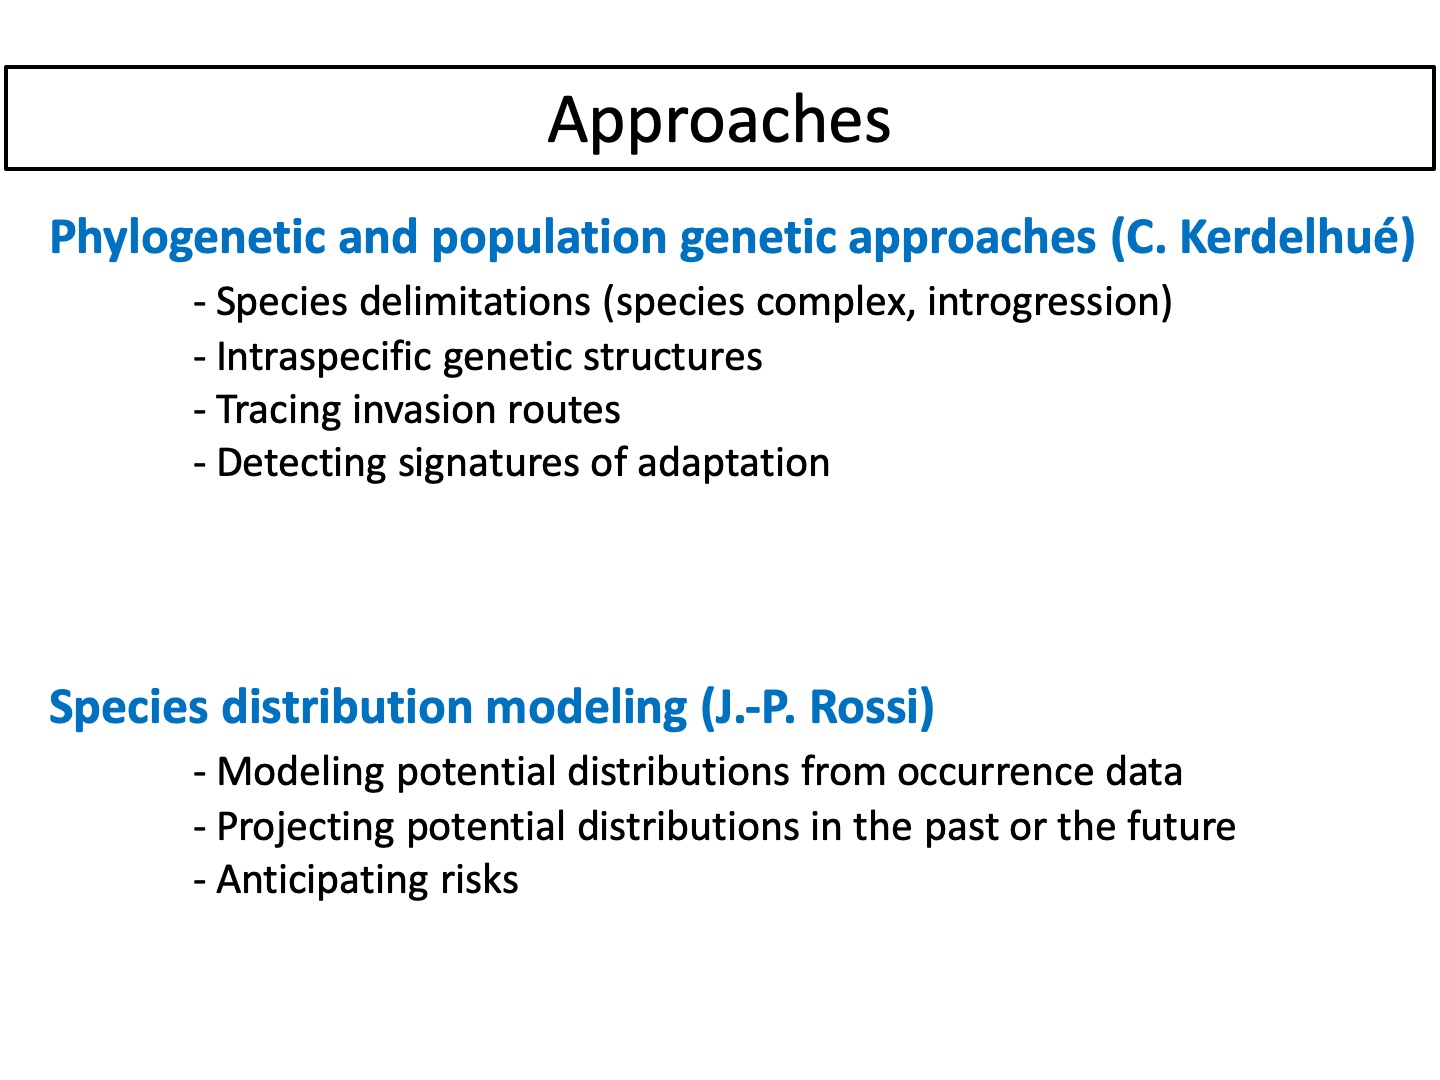 Approaches
Phylogenetic and population genetic approaches (C. Kerdelhué)
- Species delimitations (species complex, introgression)
- Intraspecific genetic structures
- Tracing invasion routes
- Detecting signatures of adaptation
Species distribution modeling (J.-P. Rossi)
- Modeling potential distributions from occurrence data
- Projecting potential distributions in the past or the future
- Anticipating risks